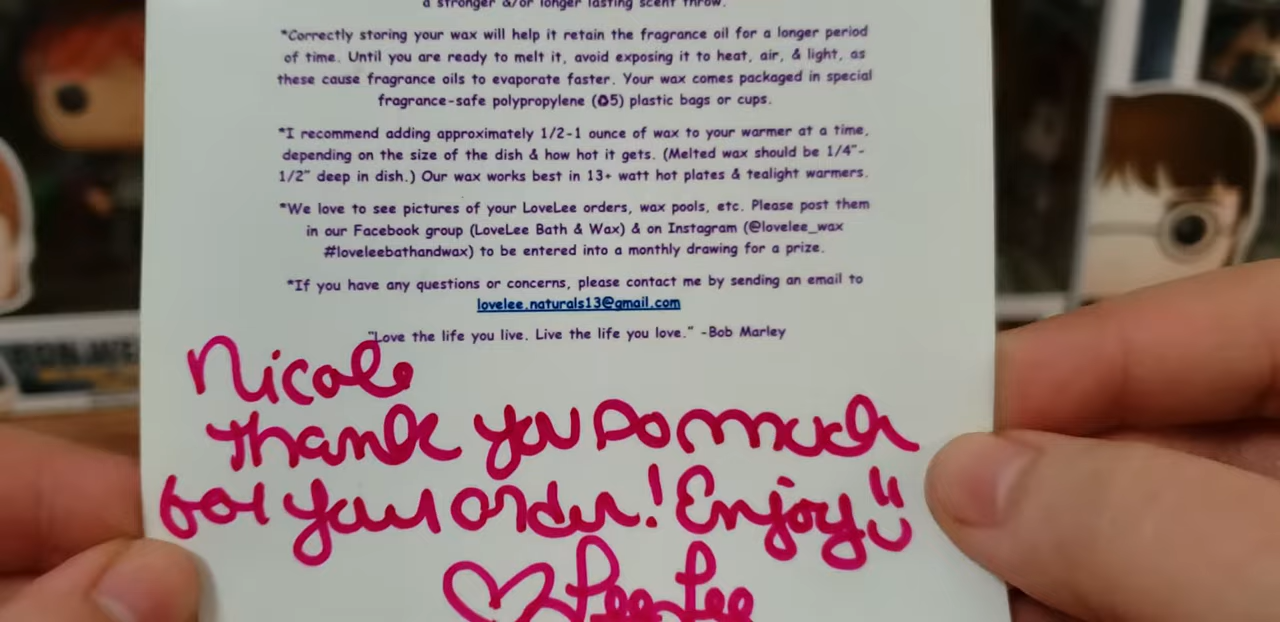 a stronger &/or longer lasting scent throw.
*Correctly storing your wax will help it retain the fragrance oil for a longer period
of time. Until you are ready to melt it, avoid exposing it to heat, air, & light, as
these cause fragrance oils to evaporate faster. Your wax comes packaged in special
fragrance-safe polypropylene (♻5) plastic bags or cups.
*I recommend adding approximately 1/2-1 ounce of wax to your warmer at a time,
depending on the size of the dish & how hot it gets. (Melted wax should be 1/4"-
1/2" deep in dish.) Our wax works best in 13+ watt hot plates & tealight warmers.
*We love to see pictures of your LoveLee orders, wax pools, etc. Please post them
in our Facebook group (LoveLee Bath & Wax) & on Instagram (@lovelee_wax
#loveleebathandwax) to be entered into a monthly drawing for a prize.
*If you have any questions or concerns, please contact me by sending an email to
lovelee.naturals13@gmail.com
"Love the life you live. Live the life you love." -Bob Marley
Nicole
Thank you so much
for your order! Enjoy
LeeLee